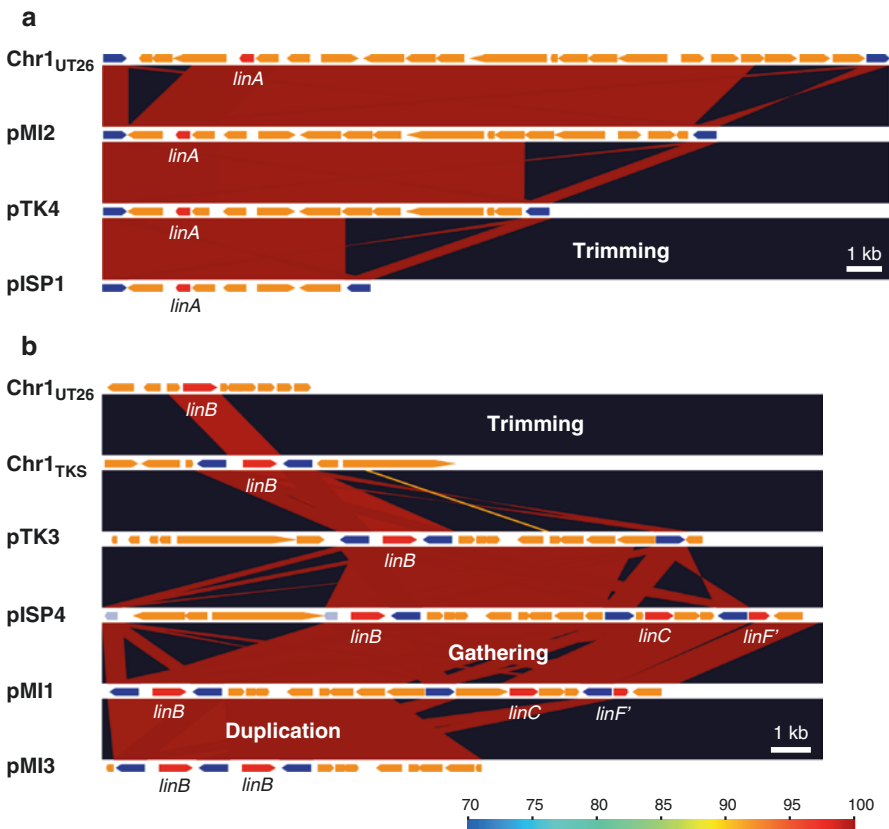 a
Chr1UT26
linA
pMI2
linA
pTK4
linA
Trimming
1 kb
pISP1
linA
b
Chr1UT26
linB
Trimming
Chr1TKS
linB
pTK3
linB
pISP4
linB
linC
linF'
Gathering
pMI1
linB
linC
linF'
Duplication
1 kb
pMI3
linB
linB
70 75 80 85 90 95 100